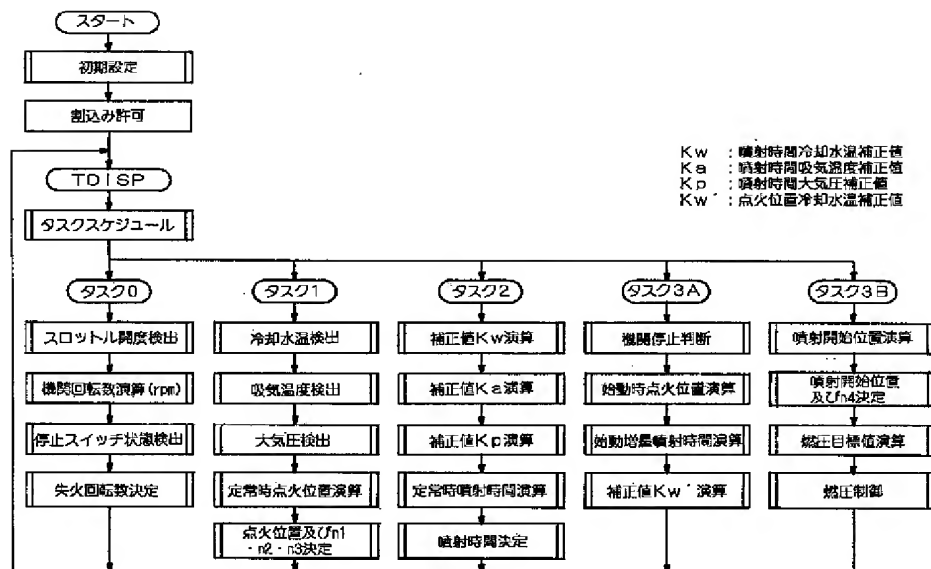 スタート
初期設定
割込み許可
TDISP
タスクスケジュール
Kw :噴射時間冷却水温補正値
Ka :噴射時間吸気温度補正値
Kp :噴射時間大気圧補正値
Kw´:点火位置冷却水温補正値
タスク0
スロットル開度検出
機関回転数演算(rpm)
停止スイッチ状態検出
失火回転数決定
タスク1
冷却水温検出
吸気温度検出
大気圧検出
定常時点火位置演算
点火位置及びn1
・n2・n3決定
タスク2
補正値Kw演算
補正値Ka演算
補正値Kp演算
定常時噴射時間演算
噴射時間決定
タスク3A
機関停止判断
始動時点火位置演算
始動増量噴射時間演算
補正値Kw´演算
タスク3B
噴射開始位置演算
噴射開始位置
及びn4決定
燃圧目標値演算
燃圧制御